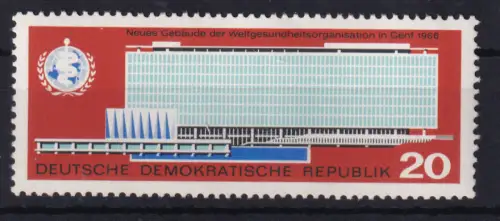 Neues Gebäude der Weltgesundheitsorganisation in Genf 1966
DEUTSCHE DEMOKRATISCHE REPUBLIK 20